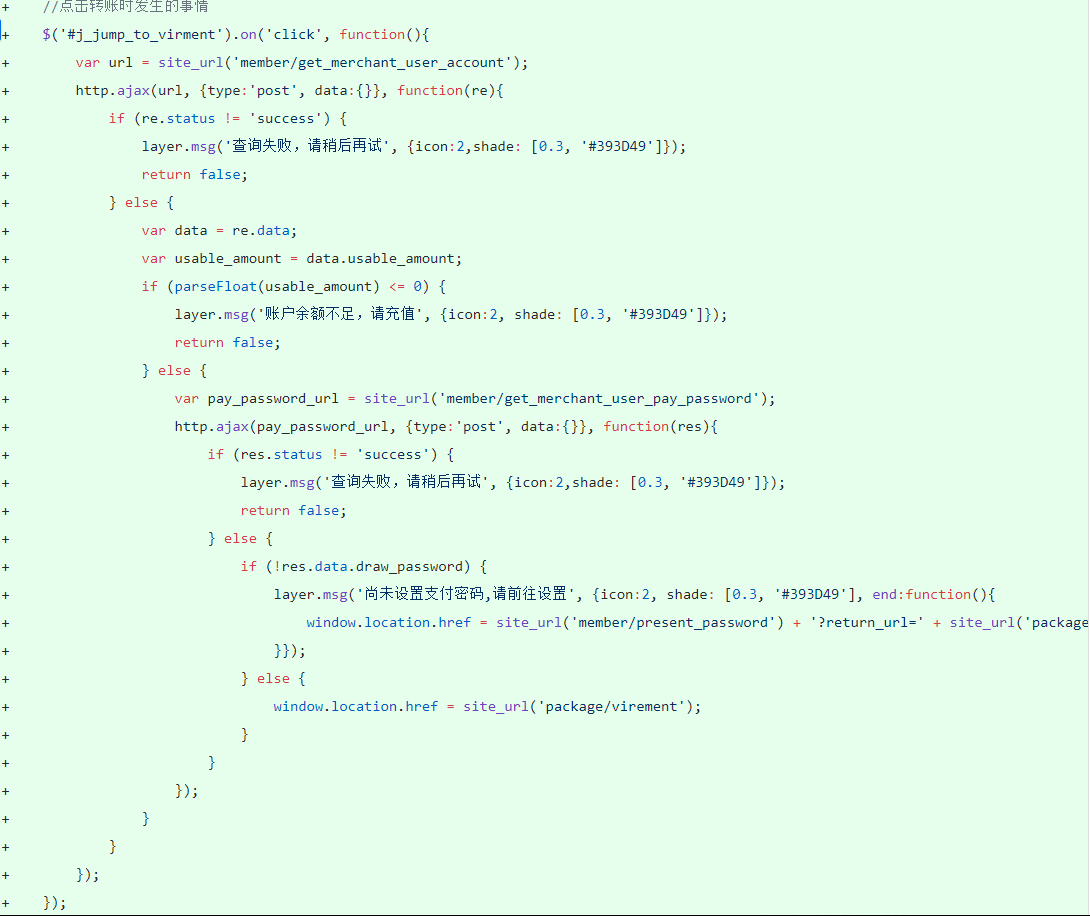 + //点击转账时发生的事情
+ $('#j_jump_to_virment').on('click', function(){
+ var url = site_url('member/get_merchant_user_account');
+ http.ajax(url, {type:'post', data:{}}, function(re){
+ if (re.status != 'success') {
+ layer.msg('查询失败，请稍后再试', {icon:2,shade: [0.3, '#393D49']});
+ return false;
+ } else {
+ var data = re.data;
+ var usable_amount = data.usable_amount;
+ if (parseFloat(usable_amount) <= 0) {
+ layer.msg('账户余额不足，请充值', {icon:2, shade: [0.3, '#393D49']});
+ return false;
+ } else {
+ var pay_password_url = site_url('member/get_merchant_user_pay_password');
+ http.ajax(pay_password_url, {type:'post', data:{}}, function(res){
+ if (res.status != 'success') {
+ layer.msg('查询失败，请稍后再试', {icon:2,shade: [0.3, '#393D49']});
+ return false;
+ } else {
+ if (!res.data.draw_password) {
+ layer.msg('尚未设置支付密码,请前往设置', {icon:2, shade: [0.3, '#393D49'], end:function(){
+ window.location.href = site_url('member/present_password') + '?return_url=' + site_url('package
+ }});
+ } else {
+ window.location.href = site_url('package/virement');
+ }
+ }
+ });
+ }
+ }
+ });
+ });